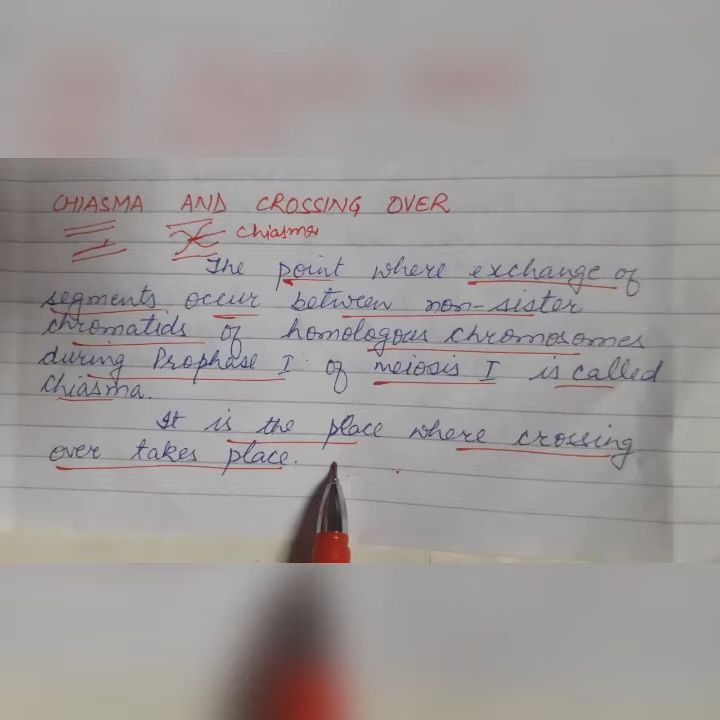 CHIASMA AND CROSSING OVER
chiasma
The point where exchange of
segments occur between non-sister
chromatids of homologous chromosomes
during Prophase I of meiosis I is called
chiasma.
It is the place where crossing
over takes place.